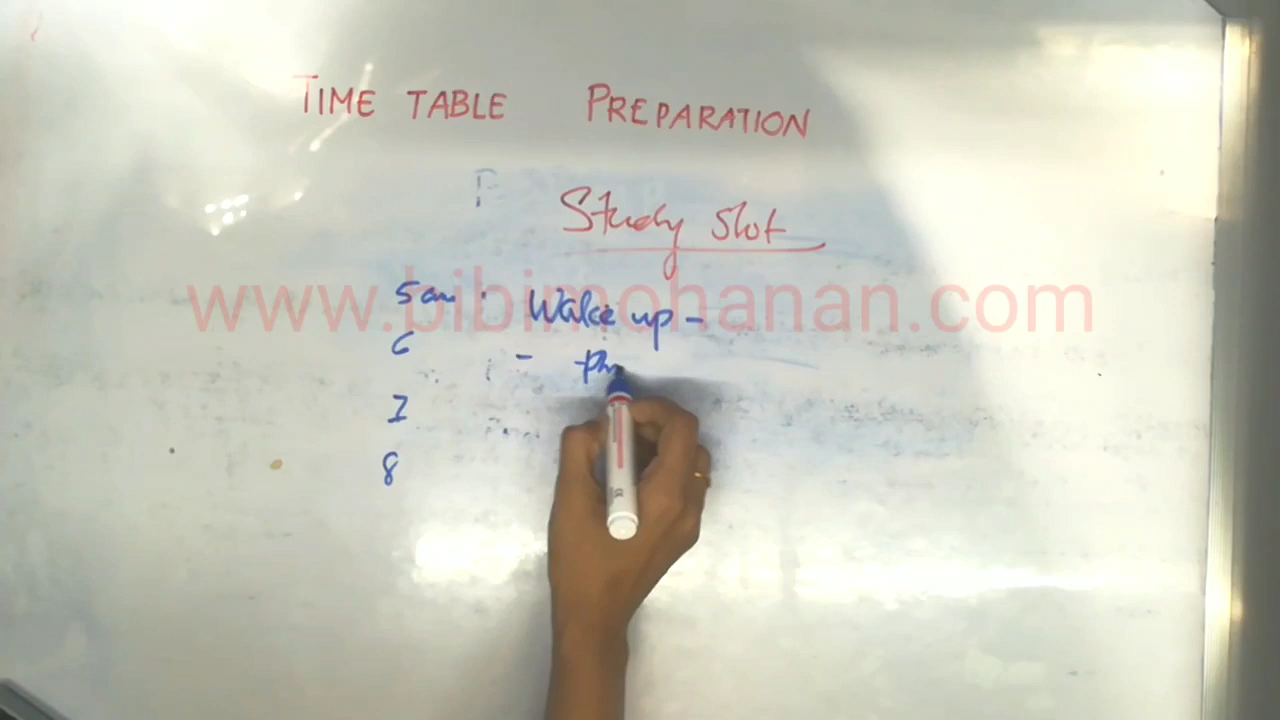 TIME TABLE PREPARATION
Study slot
www.bibimohanan.com
5am : Wake up -
6 -
7
8